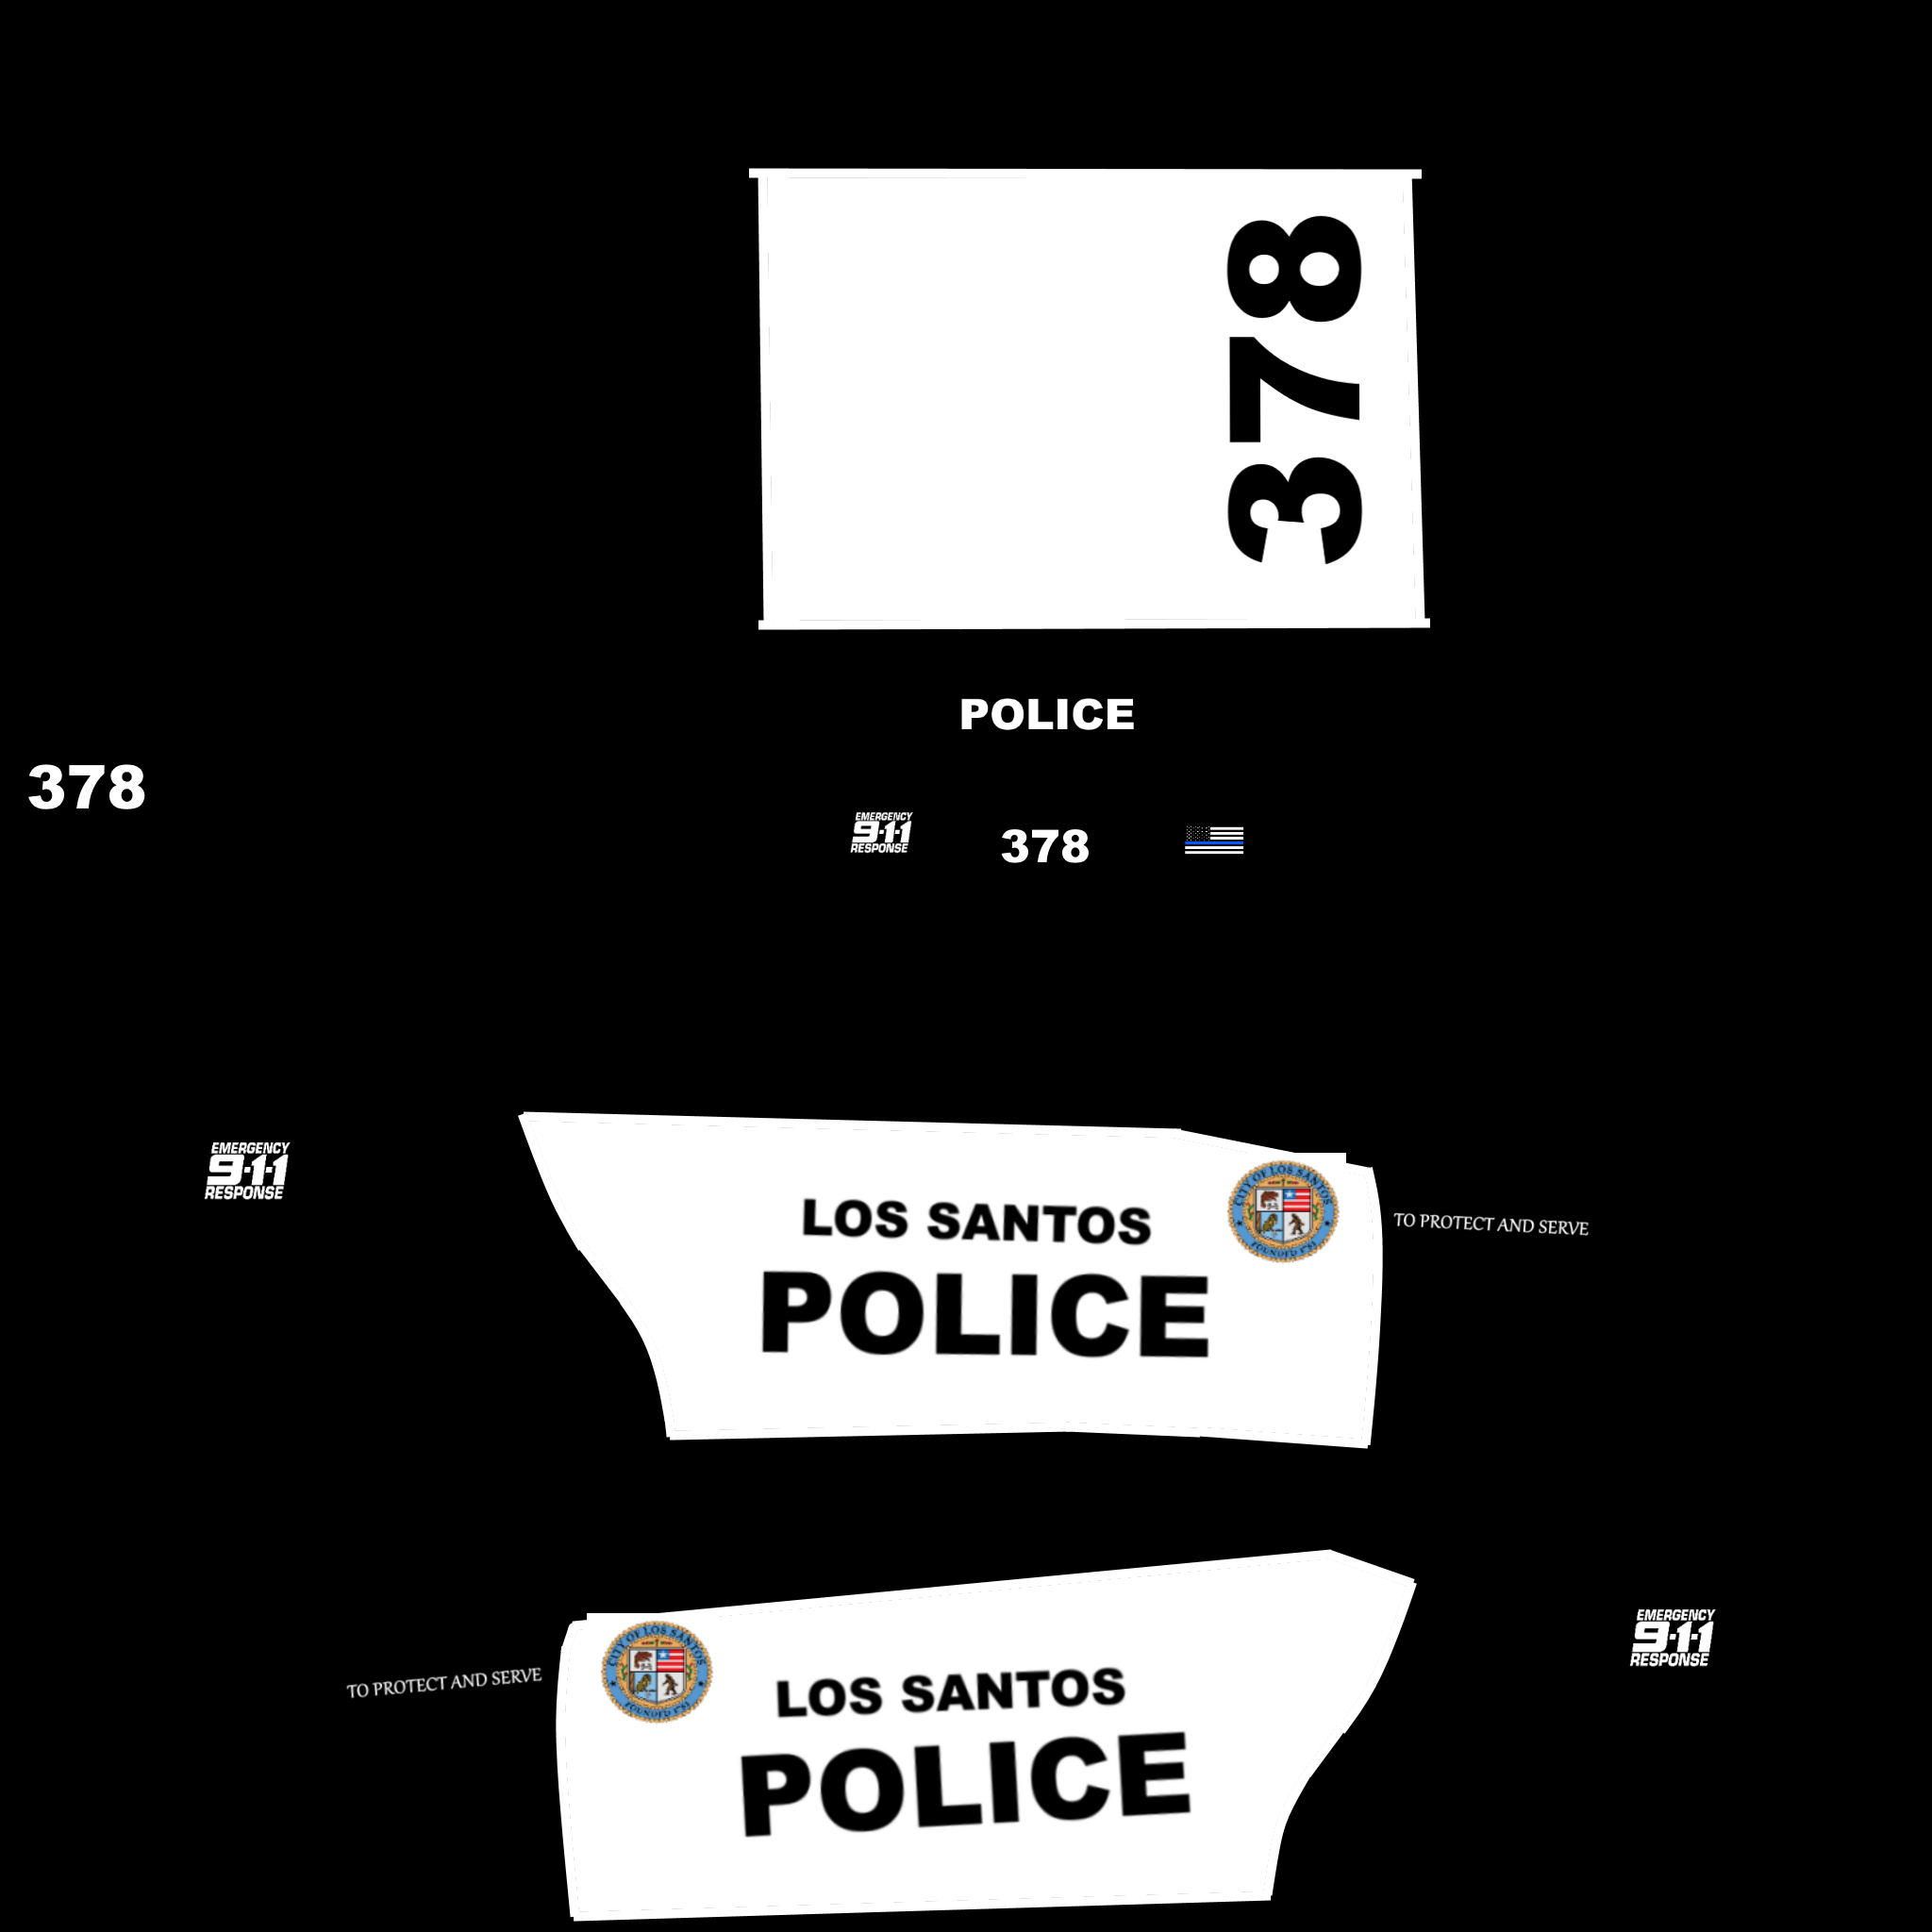 378
POLICE
378
EMERGENCY
9-1-1
RESPONSE
378
EMERGENCY
9-1-1
RESPONSE
CITY OF LOS SANTOS
FOUNDED 1781
LOS SANTOS
POLICE
TO PROTECT AND SERVE
TO PROTECT AND SERVE
CITY OF LOS SANTOS
FOUNDED 1781
LOS SANTOS
POLICE
EMERGENCY
9-1-1
RESPONSE